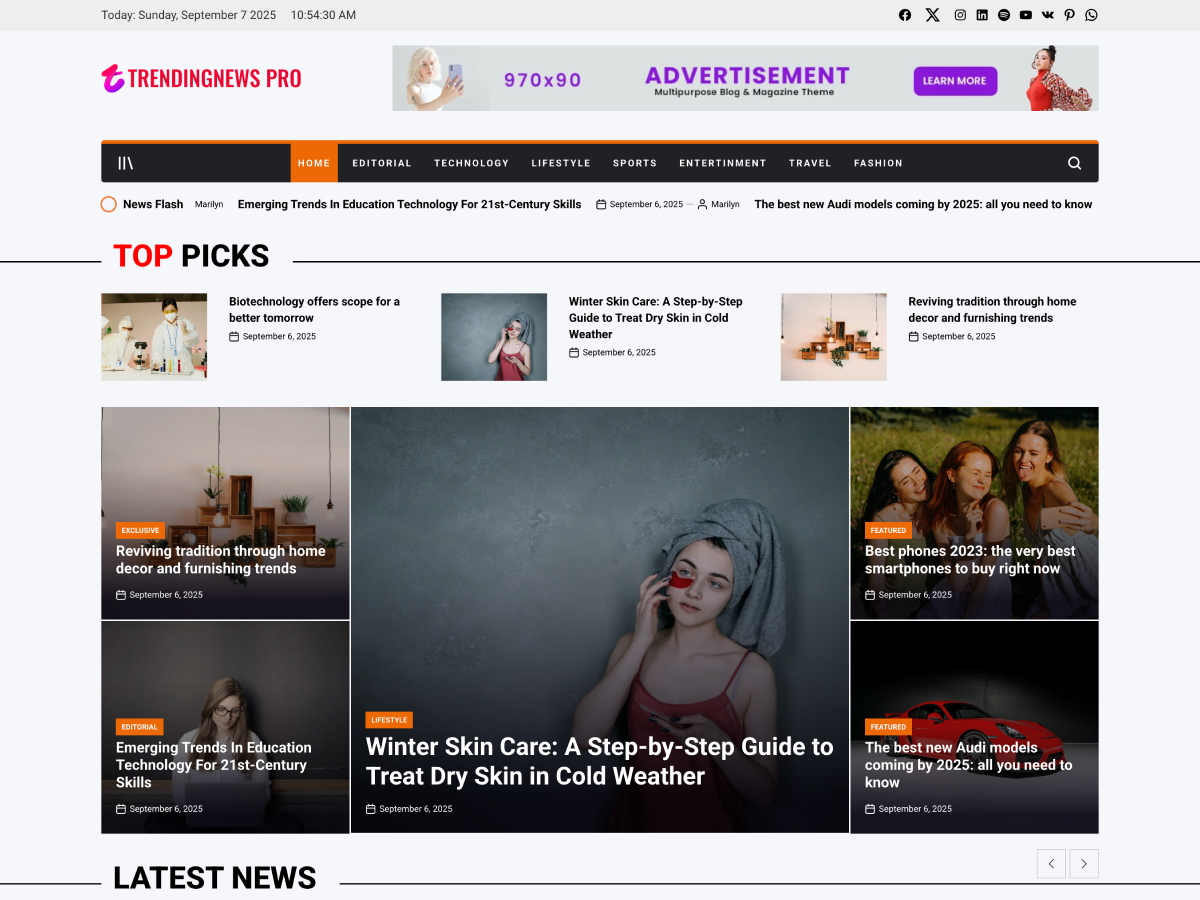 Today: Sunday, September 7 2025 10:54:30 AM
TRENDINGNEWS PRO
970x90
ADVERTISEMENT
Multipurpose Blog & Magazine Theme
LEARN MORE
HOME EDITORIAL TECHNOLOGY LIFESTYLE SPORTS ENTERTINMENT TRAVEL FASHION
News Flash Marilyn Emerging Trends In Education Technology For 21st-Century Skills September 6, 2025 — Marilyn The best new Audi models coming by 2025: all you need to know
TOP PICKS
Biotechnology offers scope for a
better tomorrow
September 6, 2025
Winter Skin Care: A Step-by-Step
Guide to Treat Dry Skin in Cold
Weather
September 6, 2025
Reviving tradition through home
decor and furnishing trends
September 6, 2025
EXCLUSIVE
Reviving tradition through home
decor and furnishing trends
September 6, 2025
EDITORIAL
Emerging Trends In Education
Technology For 21st-Century
Skills
September 6, 2025
LIFESTYLE
Winter Skin Care: A Step-by-Step Guide to
Treat Dry Skin in Cold Weather
September 6, 2025
FEATURED
Best phones 2023: the very best
smartphones to buy right now
September 6, 2025
FEATURED
The best new Audi models
coming by 2025: all you need to
know
September 6, 2025
LATEST NEWS